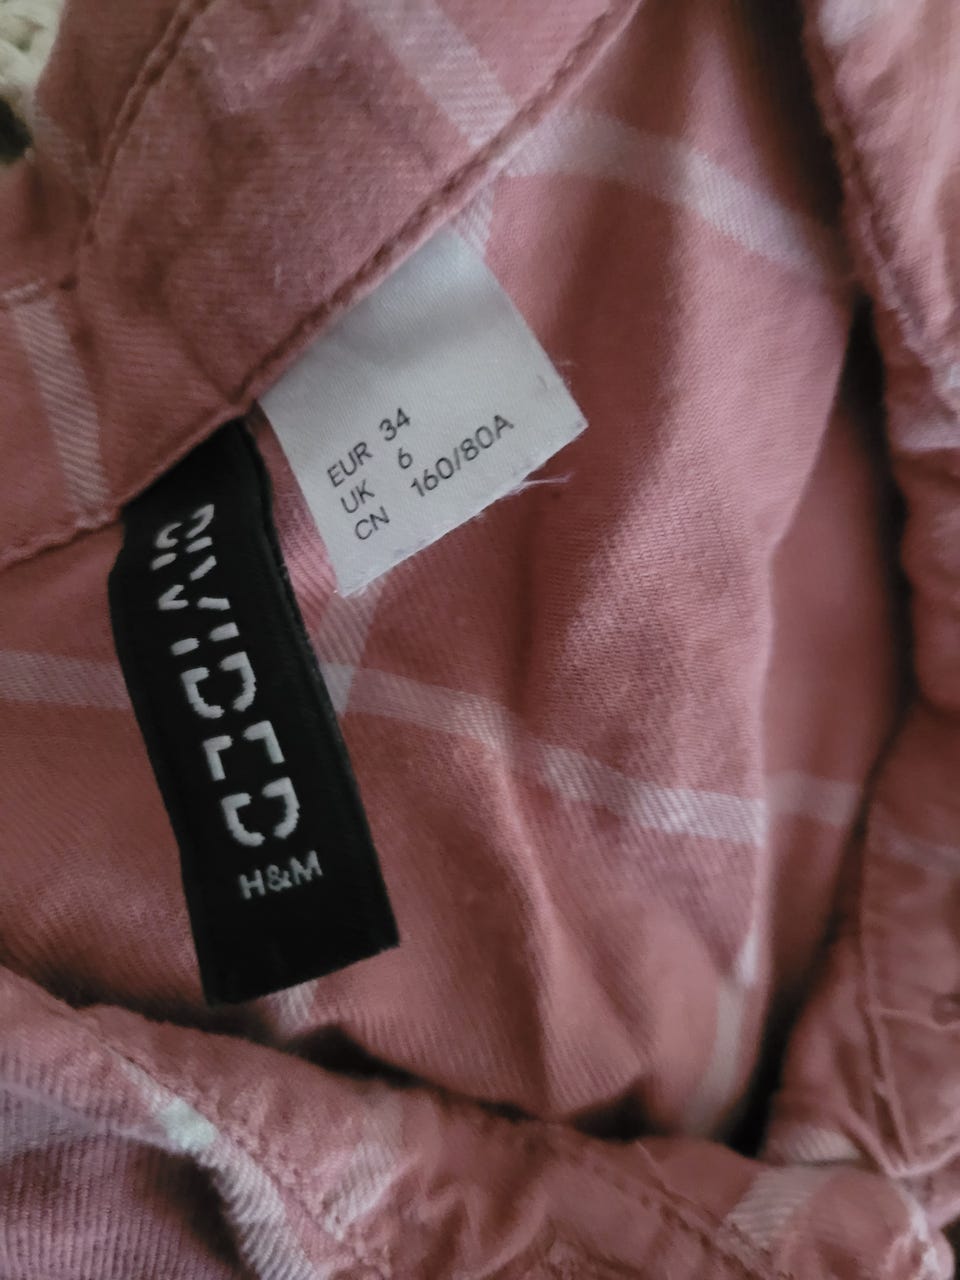 EUR 34
UK 6
CN 160/80A
DIVIDED
H&M